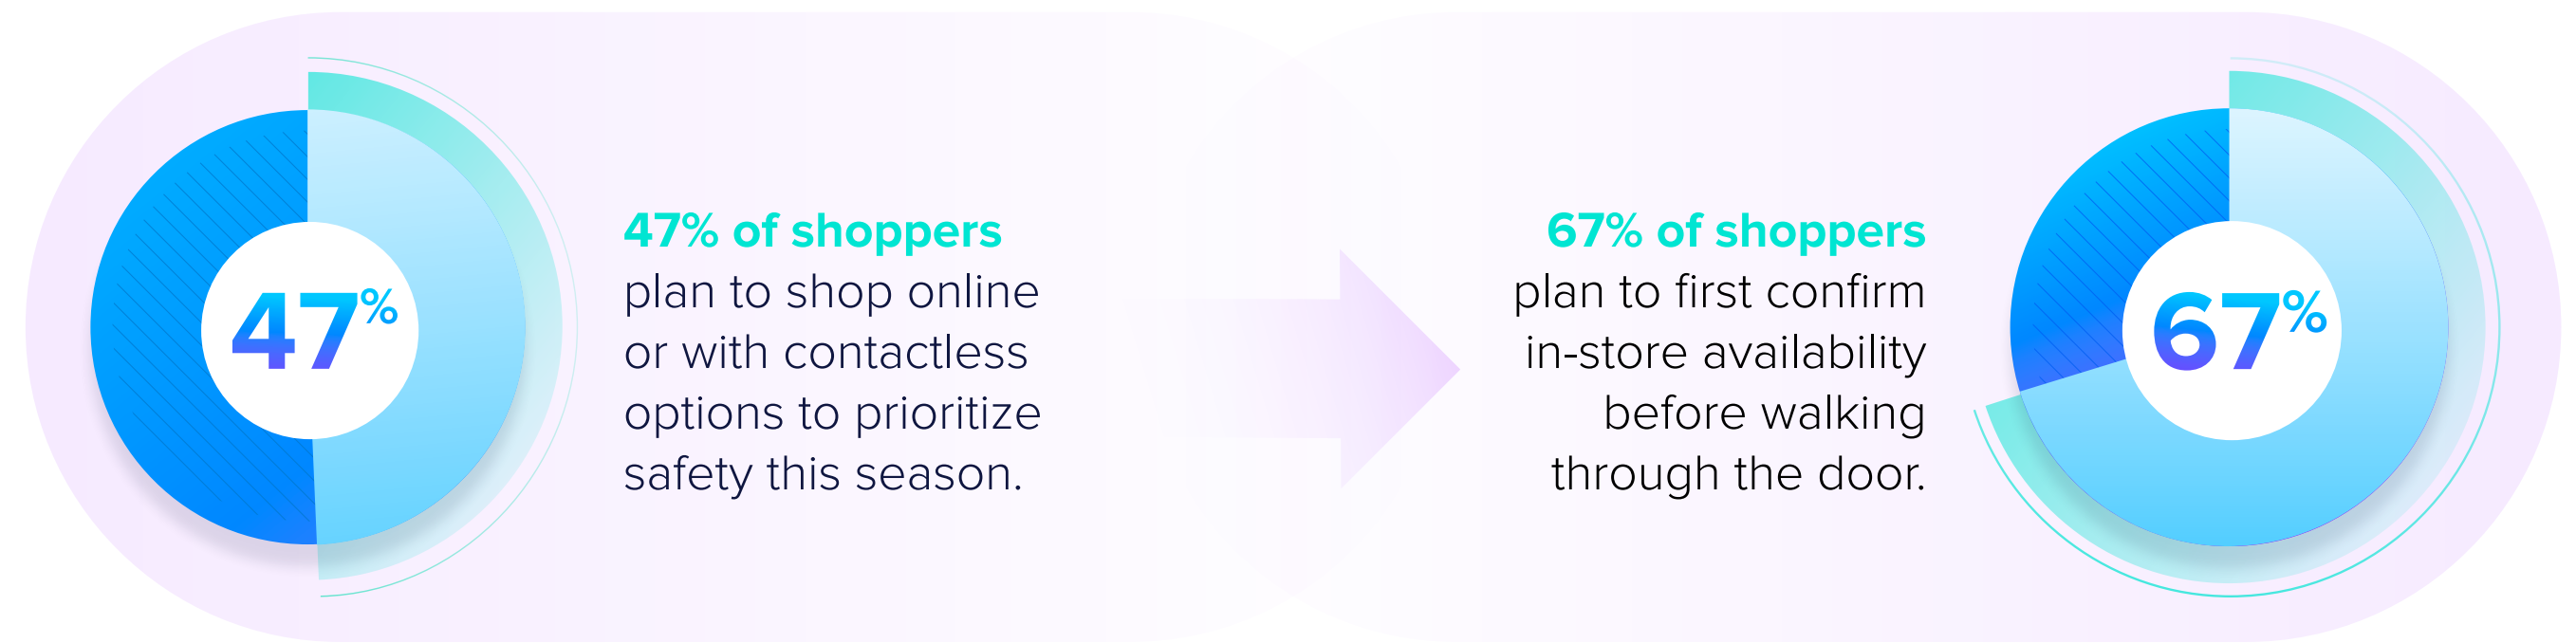 47%
47% of shoppers
plan to shop online
or with contactless
options to prioritize
safety this season.
67% of shoppers
plan to first confirm
in-store availability
before walking
through the door.
67%